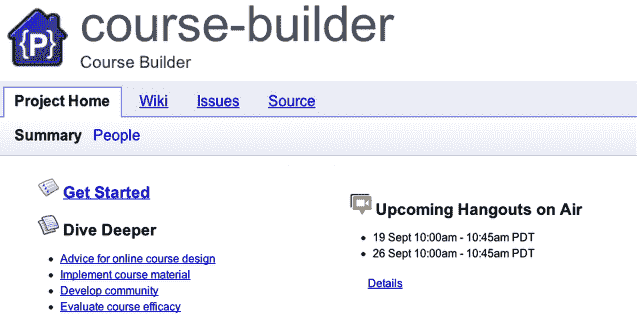 {P}
course-builder
Course Builder
Project Home Wiki Issues Source
Summary People
Get Started
Dive Deeper
Advice for online course design
Implement course material
Develop community
Evaluate course efficacy
Upcoming Hangouts on Air
19 Sept 10:00am - 10:45am PDT
26 Sept 10:00am - 10:45am PDT
Details